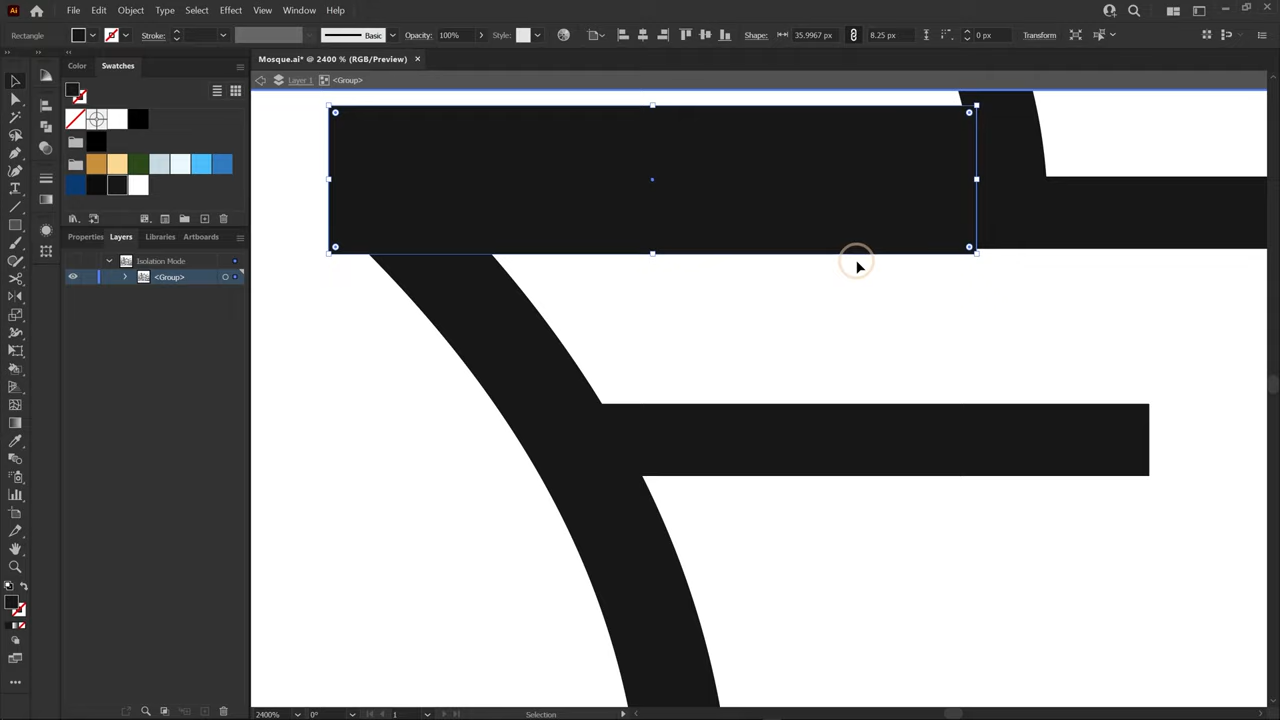 Ai File Edit Object Type Select Effect View Window Help
Rectangle Stroke: Basic Opacity: 100% Style: Shape: 35.9967 px 8.25 px 0 px Transform
Mosque.ai* @ 2400 % (RGB/Preview)
Color Swatches
Layer 1 <Group>
Properties Layers Libraries Artboards
Isolation Mode
<Group>
2400% 0° 1 Selection